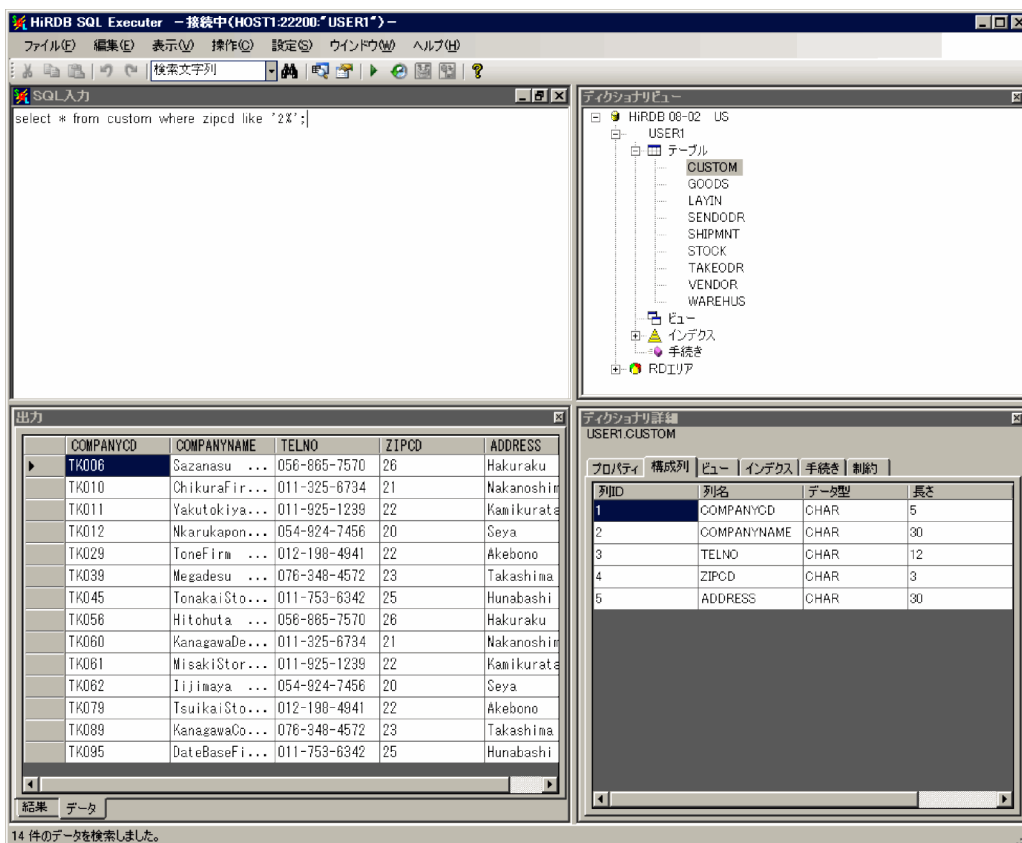 HiRDB SQL Executer －接続中(HOST1:22200:"USER1")－
ファイル(F) 編集(E) 表示(V) 操作(C) 設定(S) ウインドウ(W) ヘルプ(H)
検索文字列
SQL入力
select * from custom where zipcd like '2%';
ディクショナリビュー
HiRDB 08-02 US
USER1
テーブル
CUSTOM
GOODS
LAYIN
SENDODR
SHIPMNT
STOCK
TAKEODR
VENDOR
WAREHUS
ビュー
インデクス
手続き
RDエリア
出力
COMPANYCD COMPANYNAME TELNO ZIPCD ADDRESS
TK006 Sazanasu ... 056-865-7570 26 Hakuraku
TK010 ChikuraFir... 011-325-6734 21 Nakanoshim
TK011 Yakutokiya... 011-925-1239 22 Kamikurata
TK012 Nkarukapon... 054-924-7456 20 Seya
TK029 ToneFirm ... 012-198-4941 22 Akebono
TK039 Megadesu ... 076-348-4572 23 Takashima
TK045 TonakaiSto... 011-753-6342 25 Hunabashi
TK056 Hitohuta ... 056-865-7570 26 Hakuraku
TK060 KanagawaDe... 011-325-6734 21 Nakanoshim
TK061 MisakiStor... 011-925-1239 22 Kamikurata
TK062 Iijimaya ... 054-924-7456 20 Seya
TK079 TsuikaiSto... 012-198-4941 22 Akebono
TK089 KanagawaCo... 076-348-4572 23 Takashima
TK095 DateBaseFi... 011-753-6342 25 Hunabashi
結果 データ
ディクショナリ詳細
USER1.CUSTOM
プロパティ 構成列 ビュー インデクス 手続き 制約
列ID 列名 データ型 長さ
1 COMPANYCD CHAR 5
2 COMPANYNAME CHAR 30
3 TELNO CHAR 12
4 ZIPCD CHAR 3
5 ADDRESS CHAR 30
14 件のデータを検索しました。